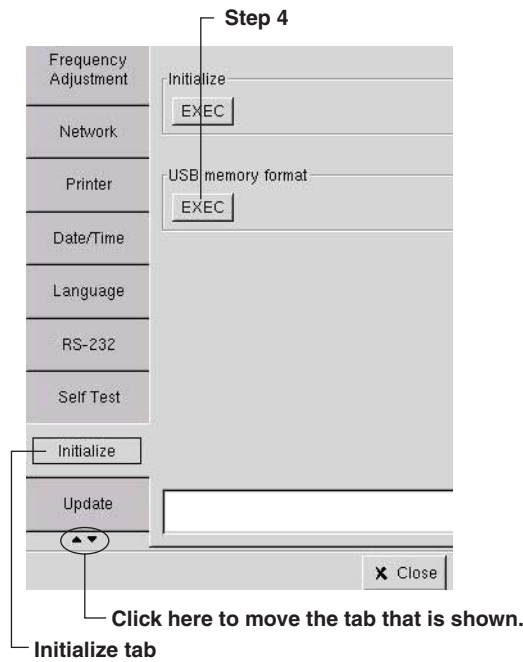 Step 4
Frequency
Adjustment
Network
Printer
Date/Time
Language
RS-232
Self Test
Initialize
Update
Initialize
EXEC
USB memory format
EXEC
✗ Close
Click here to move the tab that is shown.
Initialize tab